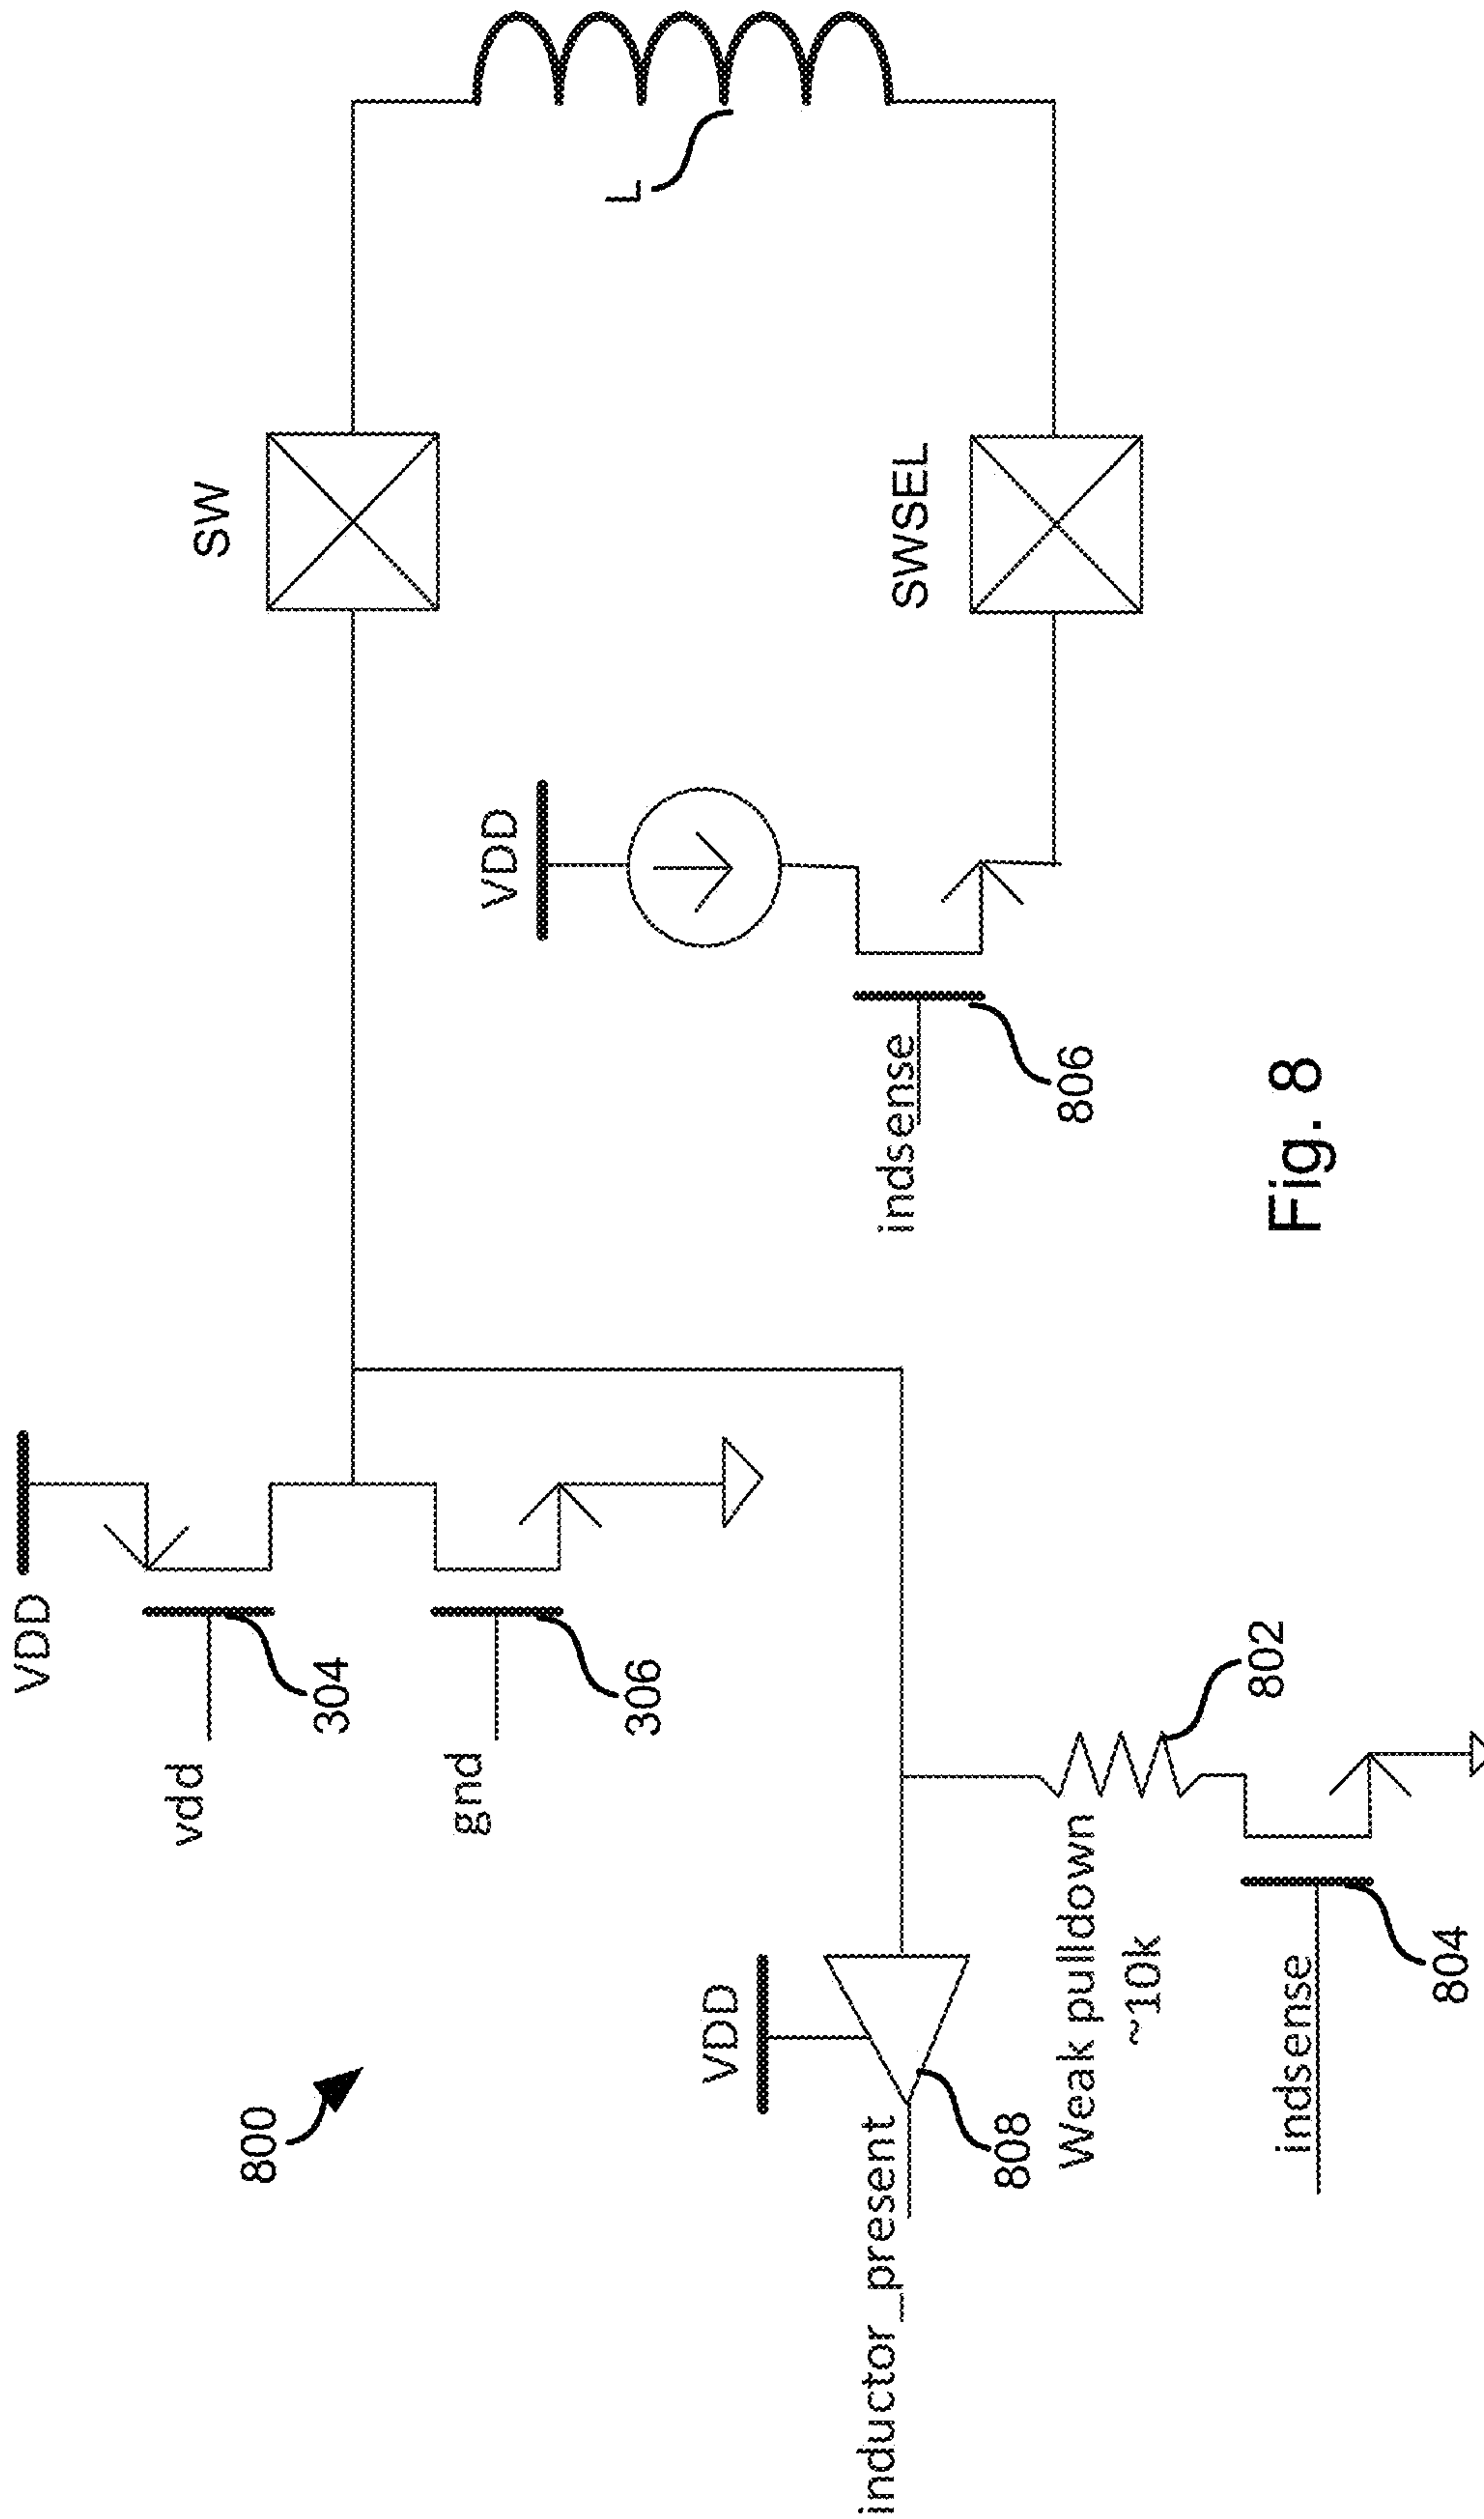 800
VDD
vdd
304
gnd
306
SW
L
VDD
inductor_present
808
VDD
indsense
806
SWSEL
Weak pulldown
~10k
802
indsense
804
Fig. 8